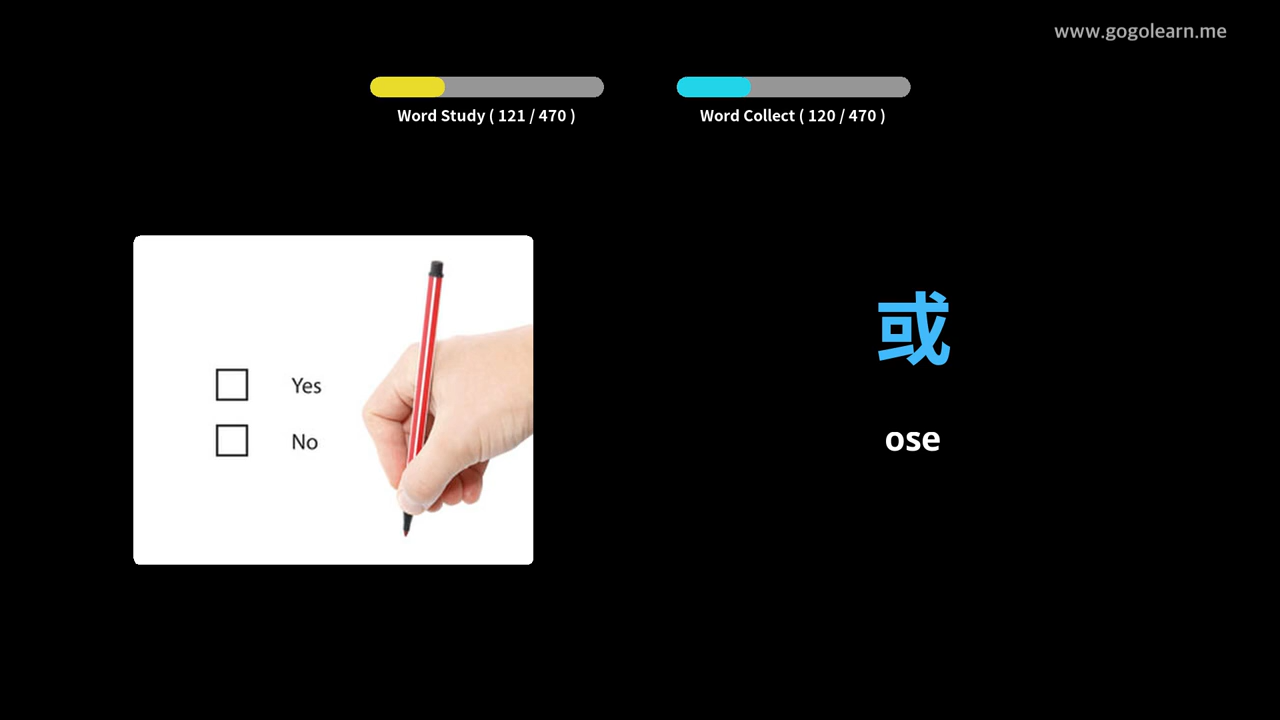 www.gogolearn.me
Word Study ( 121 / 470 )
Word Collect ( 120 / 470 )
Yes
No
或
ose